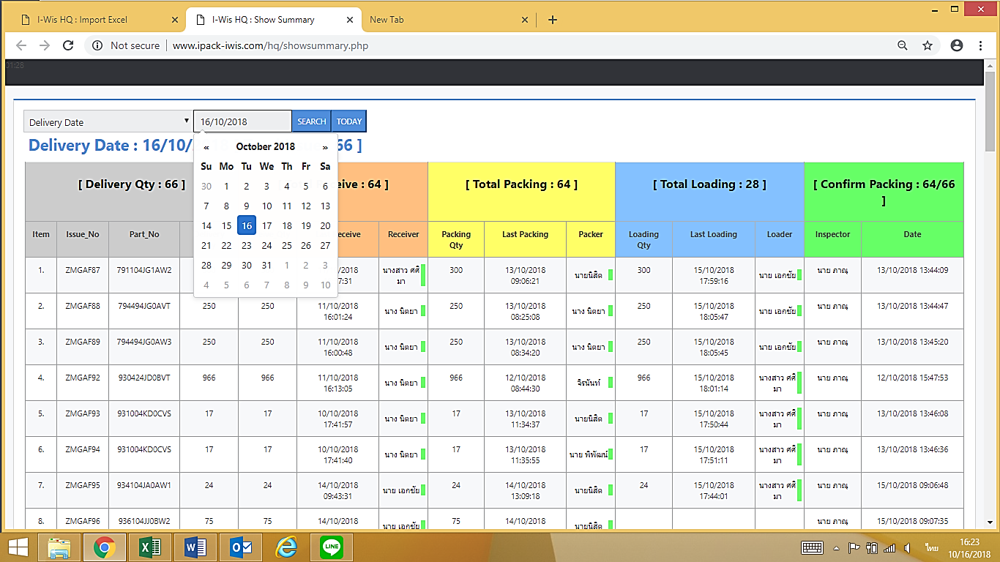 I-Wis HQ : Import Excel
I-Wis HQ : Show Summary
New Tab
Not secure
www.ipack-iwis.com/hq/showsummary.php
01:28
Delivery Date
16/10/2018
SEARCH
TODAY
Delivery Date : 16/10/
66 ]
« October 2018 »
Su Mo Tu We Th Fr Sa
30 1 2 3 4 5 6
7 8 9 10 11 12 13
14 15 16 17 18 19 20
21 22 23 24 25 26 27
28 29 30 31 1 2 3
4 5 6 7 8 9 10
[ Delivery Qty : 66 ]
eive : 64 ]
[ Total Packing : 64 ]
[ Total Loading : 28 ]
[ Confirm Packing : 64/66
]
Item Issue_No Part_No eceive Receiver Packing Last Packing Packer Loading Last Loading Loader Inspector Date
Qty Qty
1. ZMGAF87 791104JG1AW2 /2018 นางสาว ศศิ 300 13/10/2018 นายนิสิต 300 15/10/2018 นาย เอกชัย นาย ภาณุ 13/10/2018 13:44:09
7:31 มา 09:06:21 17:59:16
2. ZMGAF88 794494JG0AVT 250 250 11/10/2018 นาง นิตยา 250 13/10/2018 นาง นิตยา 250 15/10/2018 นาย เอกชัย นาย ภาณุ 13/10/2018 13:44:47
16:01:24 08:25:08 18:05:47
3. ZMGAF89 794494JG0AW3 250 250 11/10/2018 นาง นิตยา 250 13/10/2018 นาง นิตยา 250 15/10/2018 นาย เอกชัย นาย ภาณุ 13/10/2018 13:45:20
16:00:48 08:34:20 18:05:45
4. ZMGAF92 930424JD0BVT 966 966 11/10/2018 นาง นิตยา 966 12/10/2018 จิรนันท์ 966 15/10/2018 นางสาว ศศิ นาย ภาณุ 12/10/2018 15:47:53
16:13:05 08:44:30 18:01:14 มา
5. ZMGAF93 931004KD0CVS 17 17 10/10/2018 นาง นิตยา 17 13/10/2018 นายนิสิต 17 15/10/2018 นางสาว ศศิ นาย ภาณุ 13/10/2018 13:46:08
17:41:57 11:34:37 17:50:44 มา
6. ZMGAF94 931004KD0CVS 17 17 10/10/2018 นาง นิตยา 17 13/10/2018 นาย พิพัฒน์ 17 15/10/2018 นางสาว ศศิ นาย ภาณุ 13/10/2018 13:46:36
17:41:40 11:35:55 17:51:11 มา
7. ZMGAF95 934104JA0AW1 24 24 14/10/2018 นาย เอกชัย 24 14/10/2018 นายนิสิต 24 15/10/2018 นางสาว ศศิ นาย ภาณุ 15/10/2018 09:06:48
09:43:31 13:09:18 17:44:01 มา
8. ZMGAF96 936104JJ0BW2 75 75 14/10/2018 นาย เอกชัย 75 14/10/2018 นายนิสิต นาย ภาณุ 15/10/2018 09:07:35
LINE
ไทย
16:23
10/16/2018